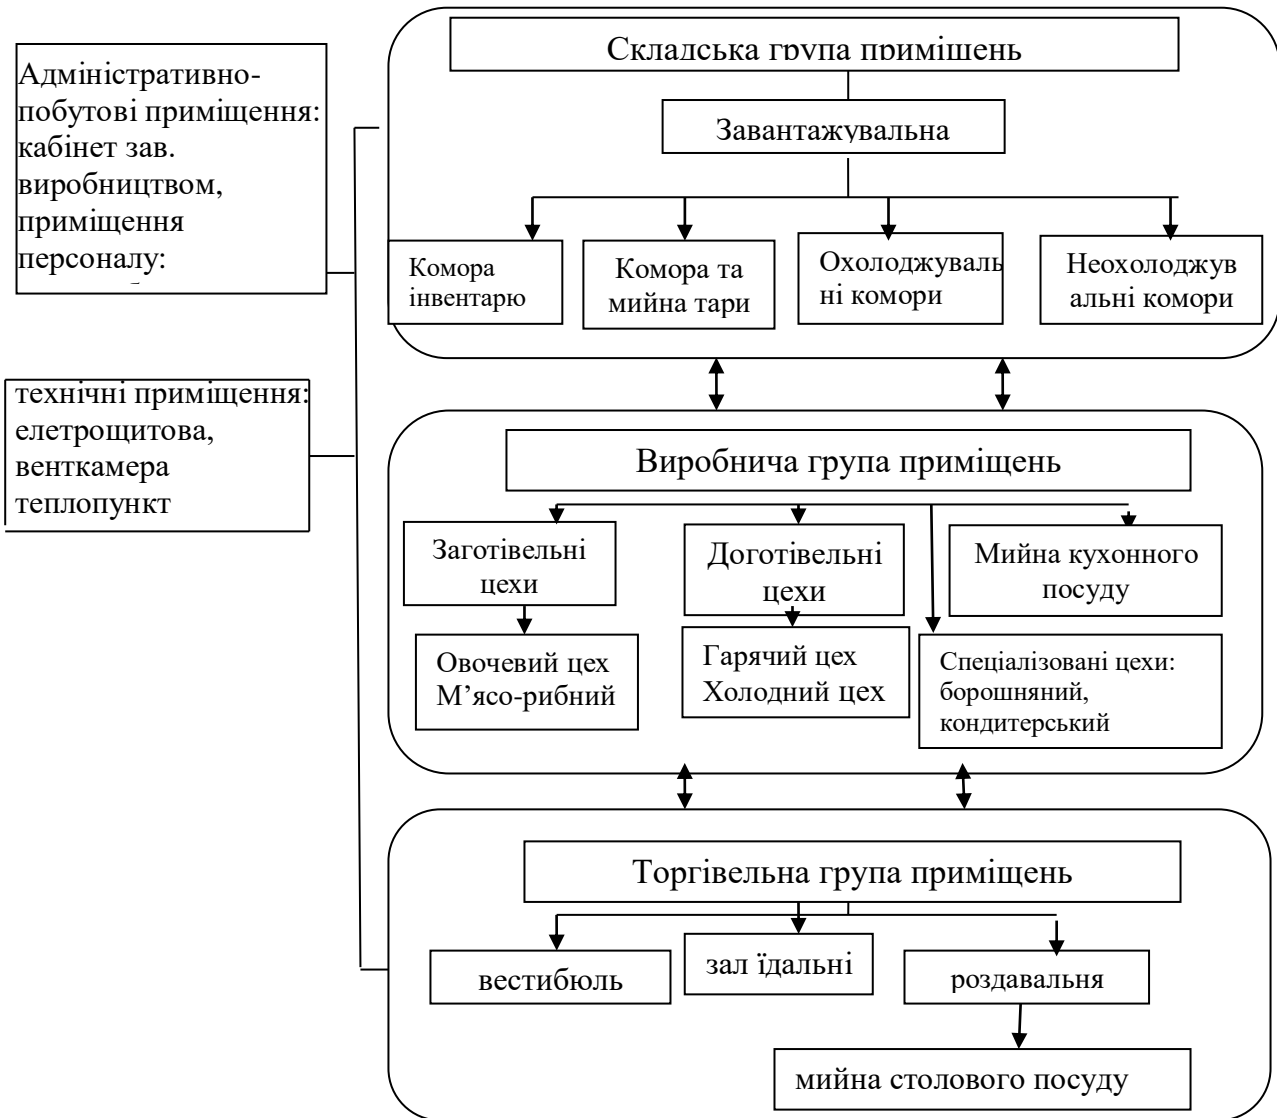 Складська група приміщень
Адміністративно-
побутові приміщення:
кабінет зав.
виробництвом,
приміщення
персоналу:
Завантажувальна
Комора
інвентарю
Комора та
мийна тари
Охолоджуваль
ні комори
Неохолоджув
альні комори
технічні приміщення:
елетрощитова,
венткамера
теплопункт
Виробнича група приміщень
Заготівельні
цехи
Доготівельні
цехи
Мийна кухонного
посуду
Овочевий цех
М’ясо-рибний
Гарячий цех
Холодний цех
Спеціалізовані цехи:
борошняний,
кондитерський
Торгівельна група приміщень
вестибюль
зал їдальні
роздавальня
мийна столового посуду